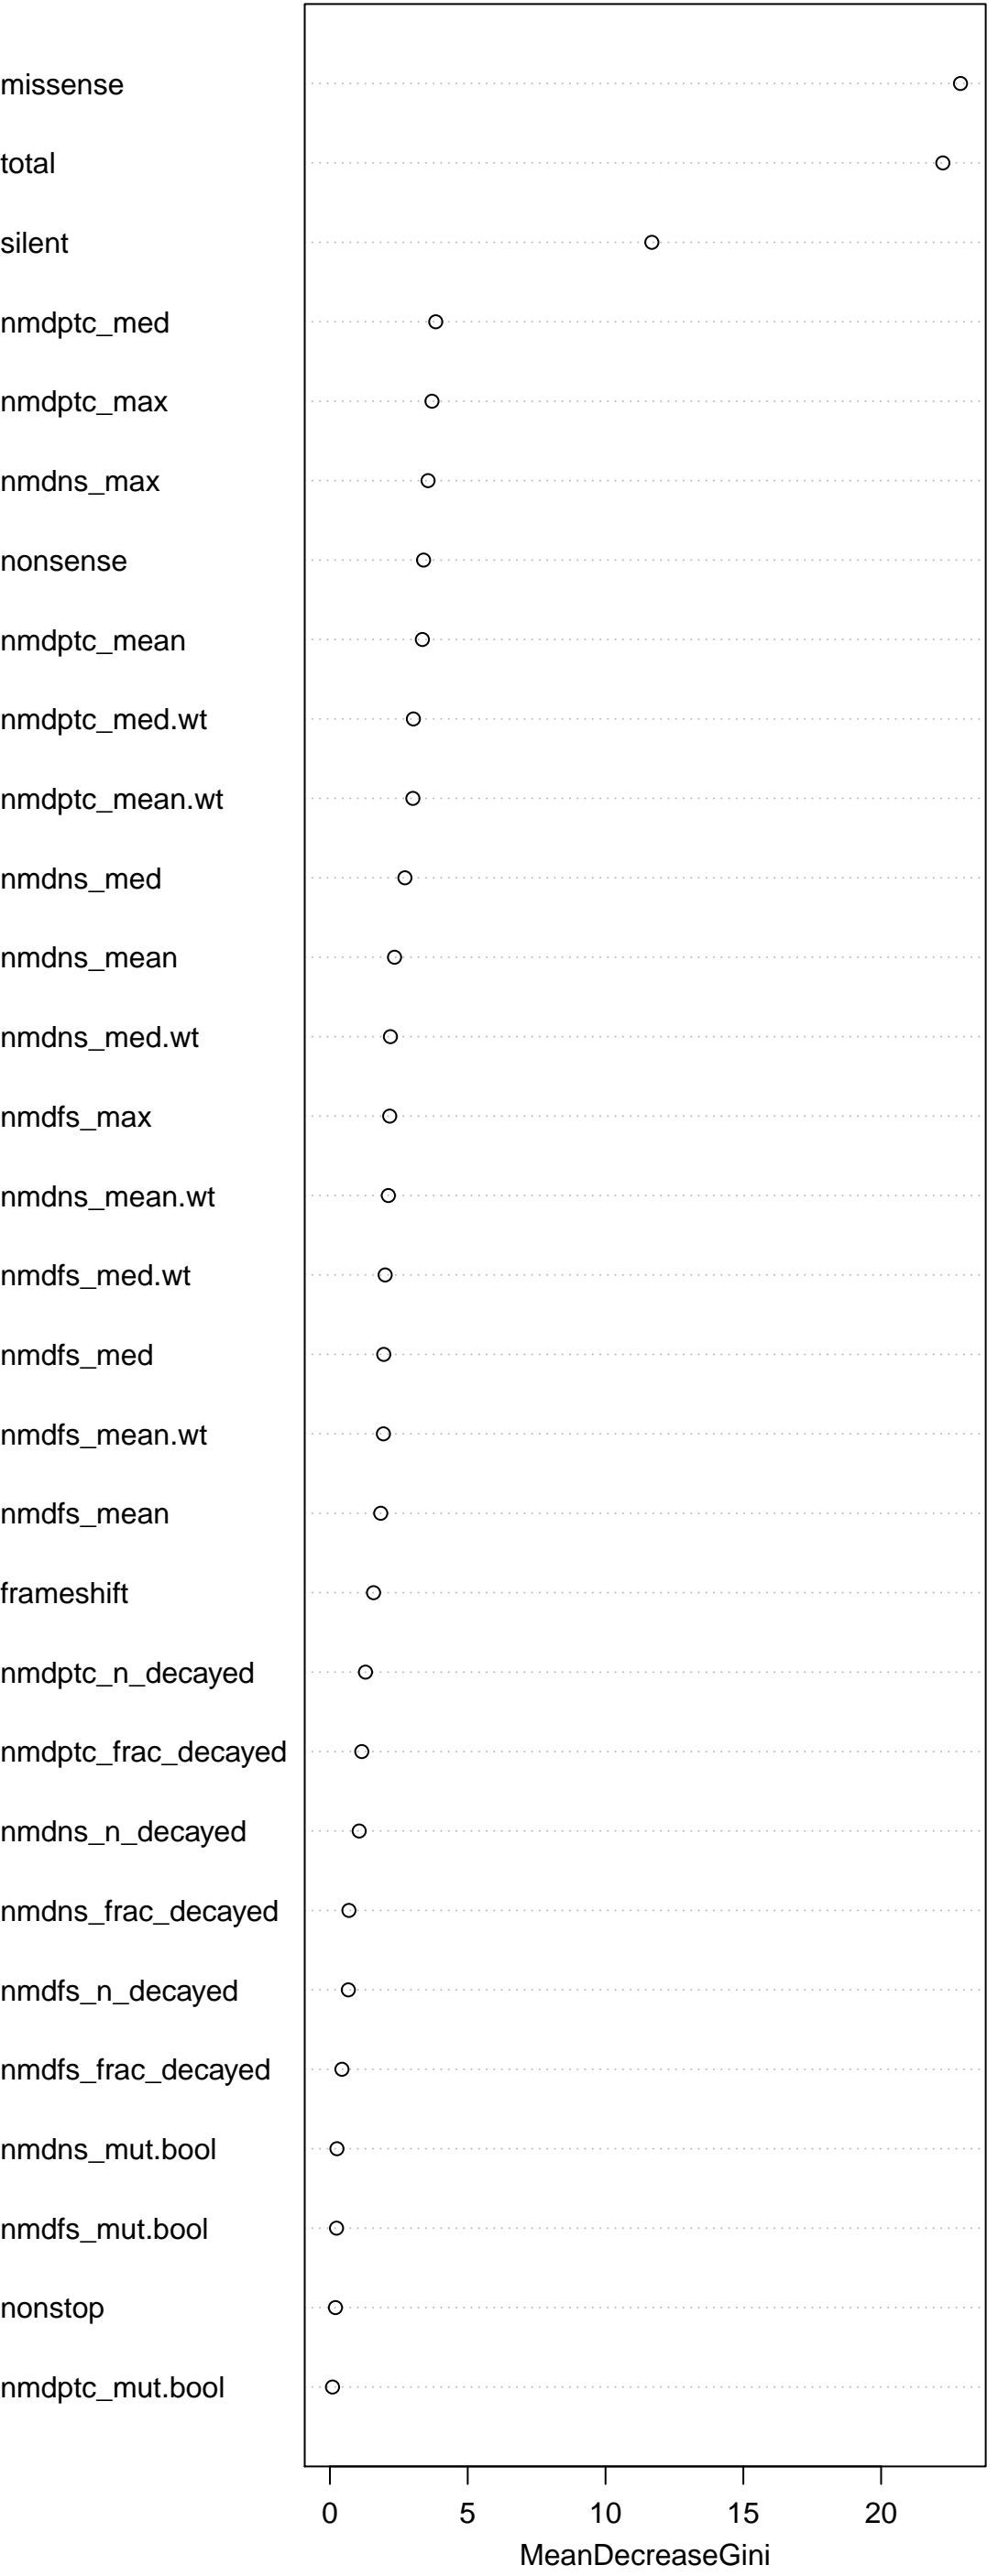 missense
total
silent
nmdptc_med
nmdptc_max
nmdns_max
nonsense
nmdptc_mean
nmdptc_med.wt
nmdptc_mean.wt
nmdns_med
nmdns_mean
nmdns_med.wt
nmdfs_max
nmdns_mean.wt
nmdfs_med.wt
nmdfs_med
nmdfs_mean.wt
nmdfs_mean
frameshift
nmdptc_n_decayed
nmdptc_frac_decayed
nmdns_n_decayed
nmdns_frac_decayed
nmdfs_n_decayed
nmdfs_frac_decayed
nmdns_mut.bool
nmdfs_mut.bool
nonstop
nmdptc_mut.bool
0 5 10 15 20
MeanDecreaseGini